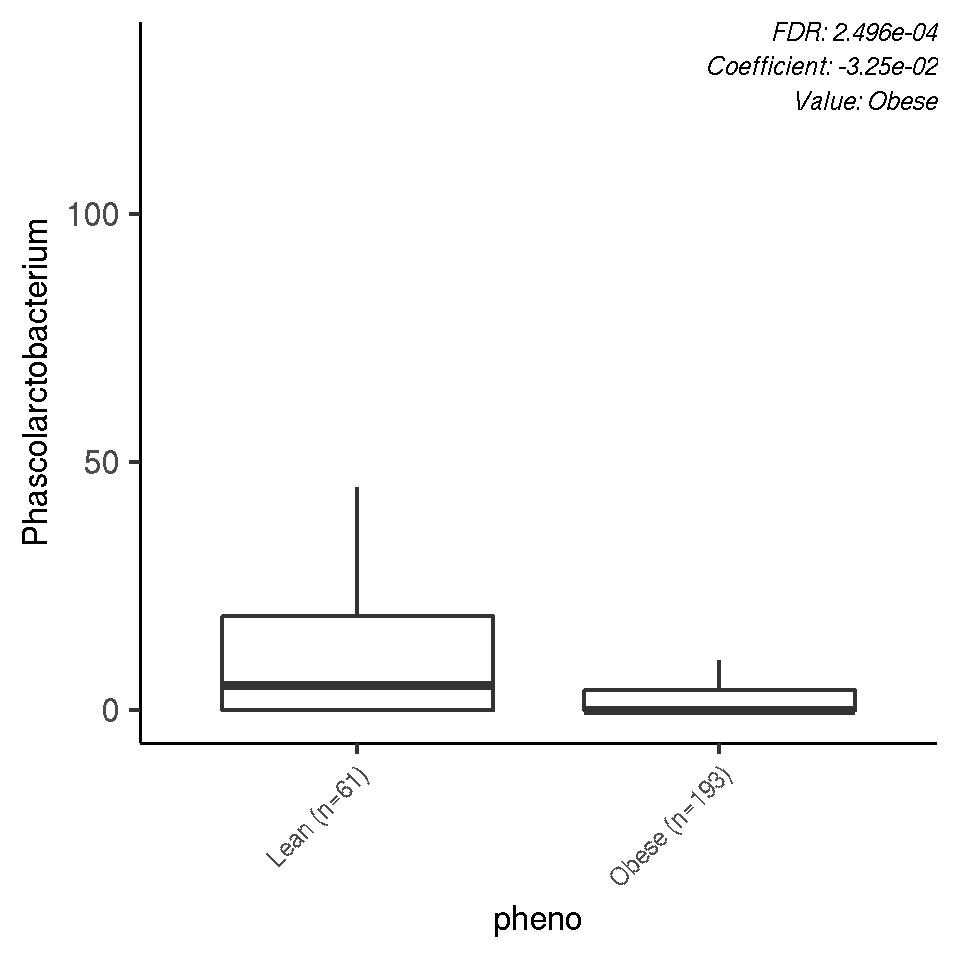 FDR: 2.496e-04
Coefficient: -3.25e-02
Value: Obese
Phascolarctobacterium
100
50
0
Lean (n=61)
Obese (n=193)
pheno